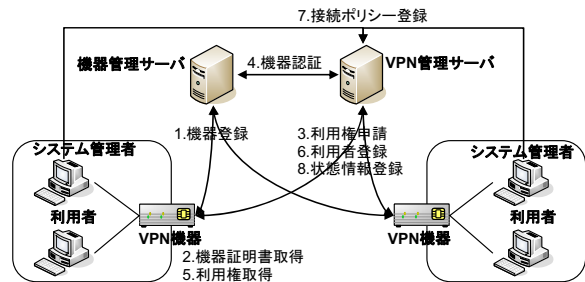 7.接続ポリシー登録
機器管理サーバ
4.機器認証
VPN管理サーバ
1.機器登録
3.利用権申請
6.利用者登録
8.状態情報登録
システム管理者
利用者
VPN機器
2.機器証明書取得
5.利用権取得
システム管理者
利用者
VPN機器